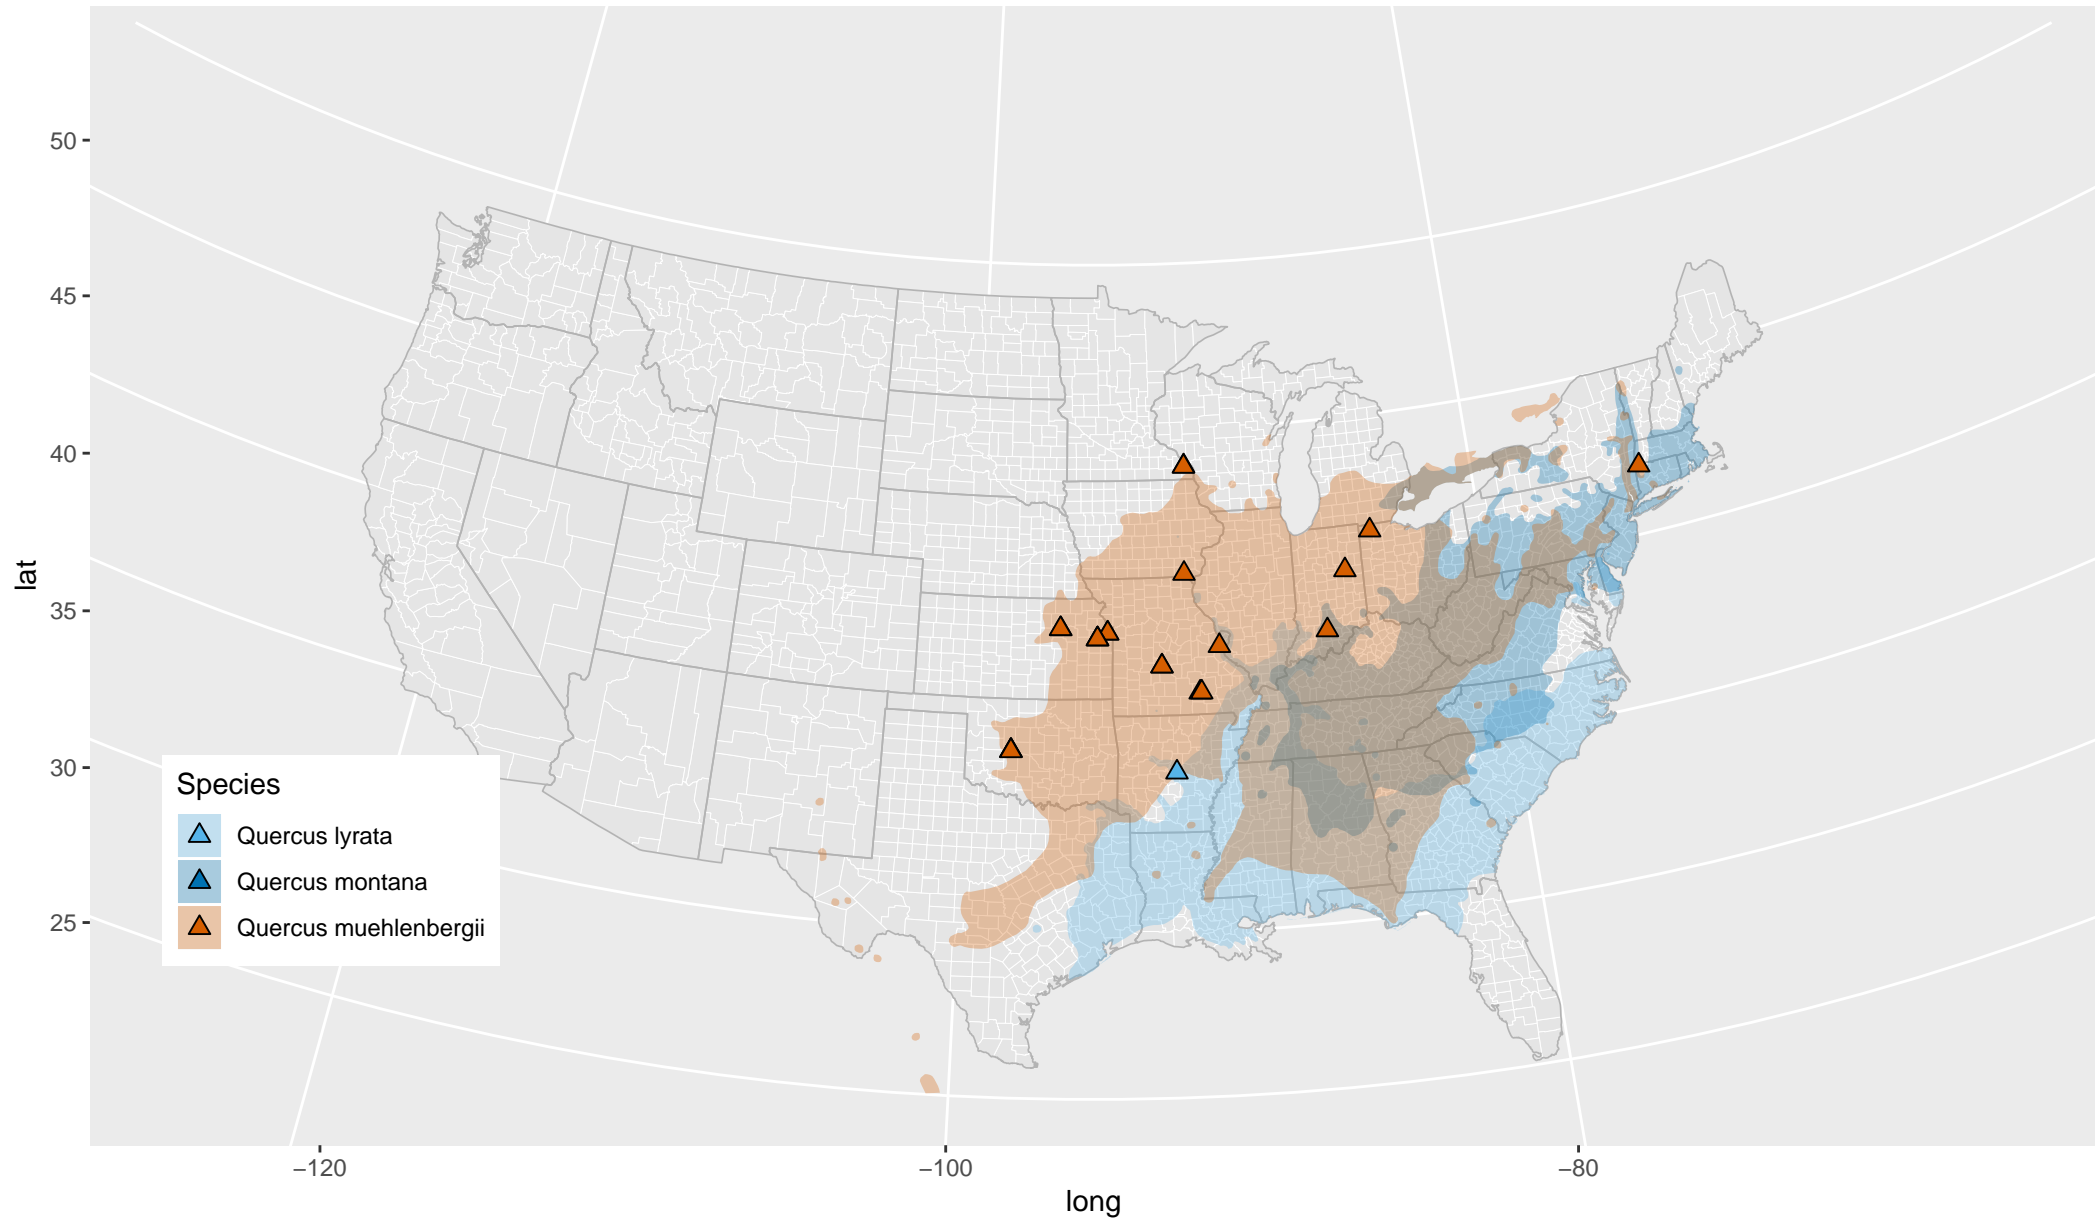 50
45
40
35
30
25
lat
Species
Quercus lyrata
Quercus montana
Quercus muehlenbergii
−120
−100
−80
long